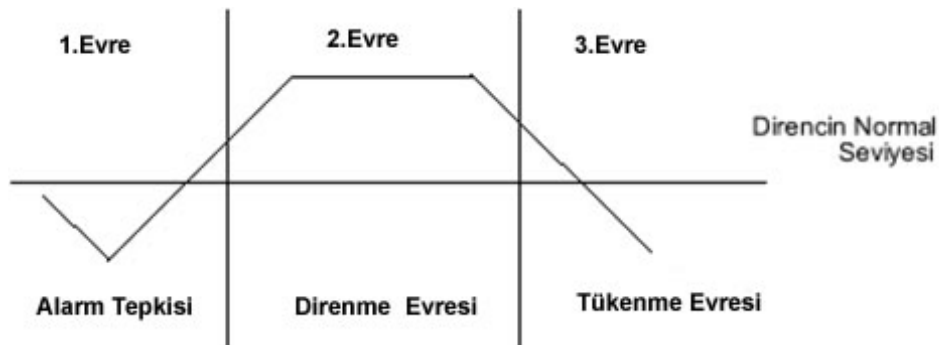 1.Evre
2.Evre
3.Evre
Direncin Normal
Seviyesi
Alarm Tepkisi
Direnme Evresi
Tükenme Evresi